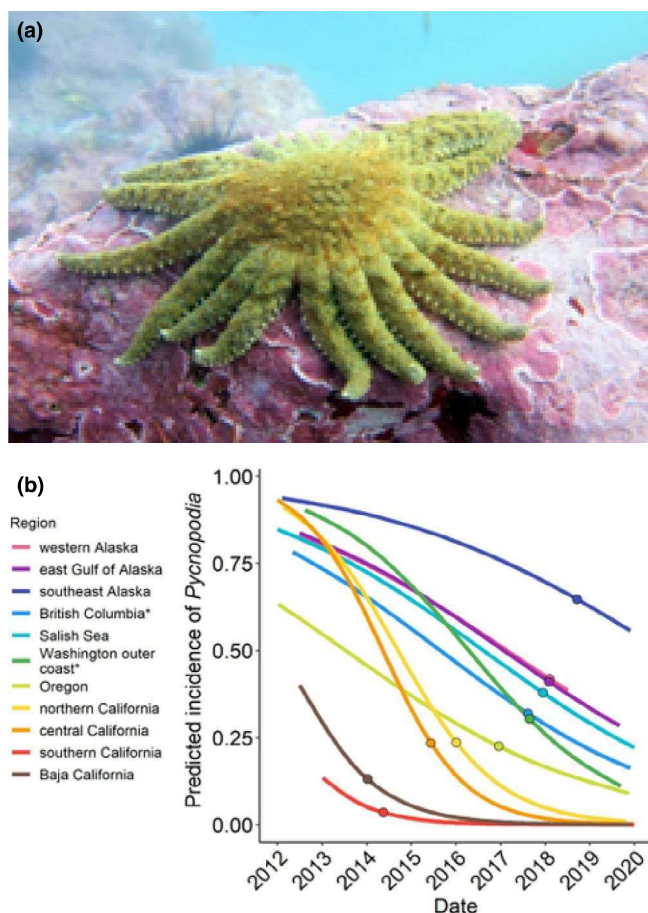 (a)
(b)
Region
western Alaska
east Gulf of Alaska
southeast Alaska
British Columbia*
Salish Sea
Washington outer
coast*
Oregon
northern California
central California
southern California
Baja California
Predicted incidence of Pycnopodia
1.00
0.75
0.50
0.25
0.00
2012
2013
2014
2015
2016
2017
2018
2019
2020
Date